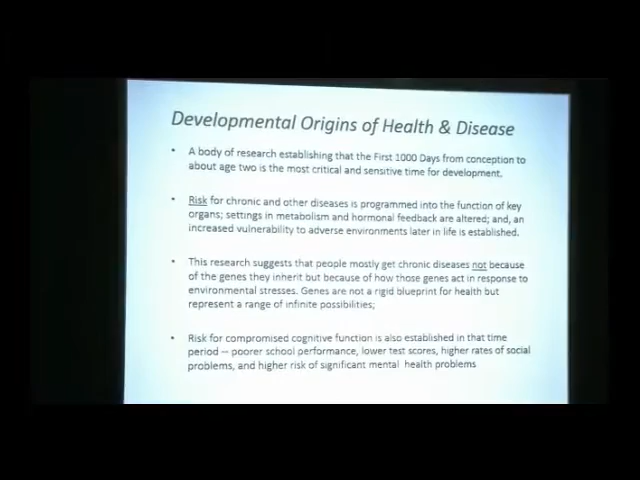 Developmental Origins of Health & Disease
• A body of research establishing that the First 1000 Days from conception to
about age two is the most critical and sensitive time for development.
• Risk for chronic and other diseases is programmed into the function of key
organs; settings in metabolism and hormonal feedback are altered; and, an
increased vulnerability to adverse environments later in life is established.
• This research suggests that people mostly get chronic diseases not because
of the genes they inherit but because of how those genes act in response to
environmental stresses. Genes are not a rigid blueprint for health but
represent a range of infinite possibilities;
• Risk for compromised cognitive function is also established in that time
period -- poorer school performance, lower test scores, higher rates of social
problems, and higher risk of significant mental health problems